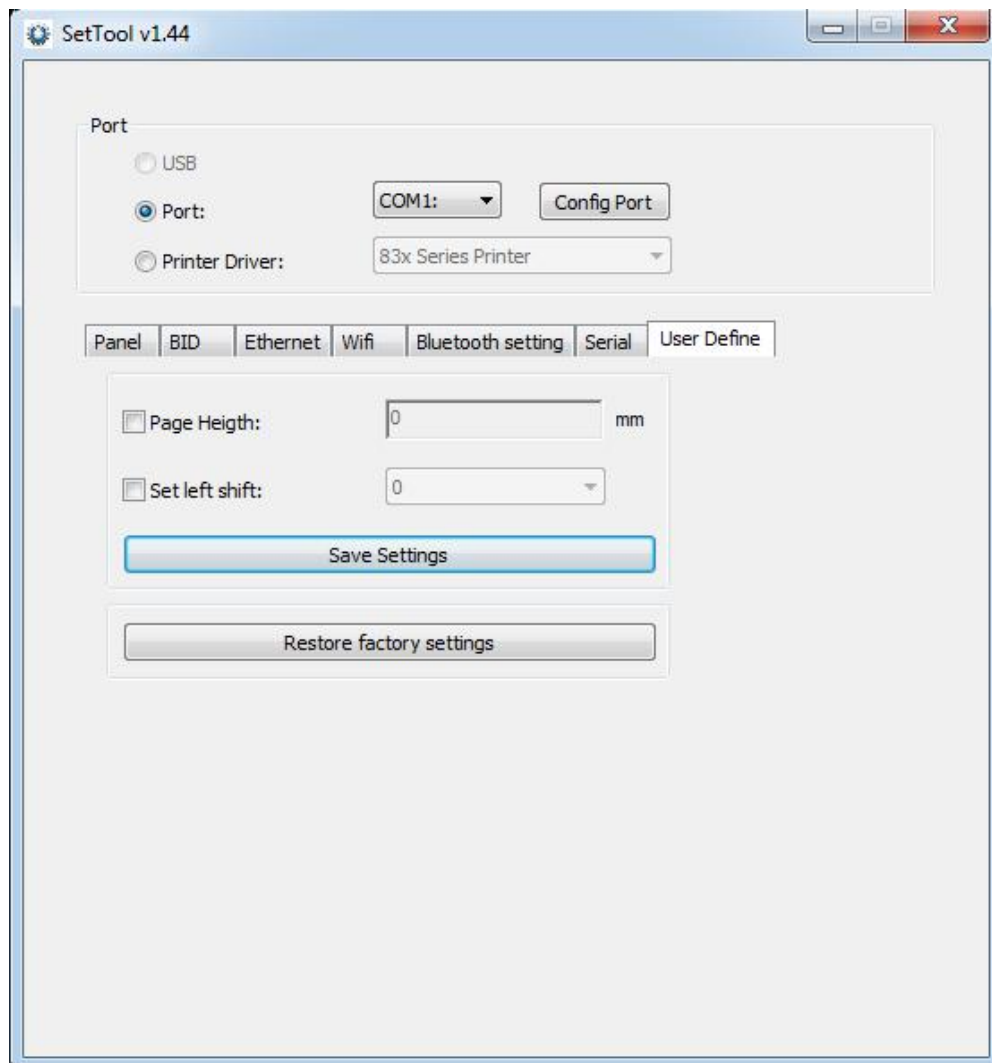 SetTool v1.44
Port
USB
Port: COM1: Config Port
Printer Driver: 83x Series Printer
Panel BID Ethernet Wifi Bluetooth setting Serial User Define
Page Heigth: 0 mm
Set left shift: 0
Save Settings
Restore factory settings